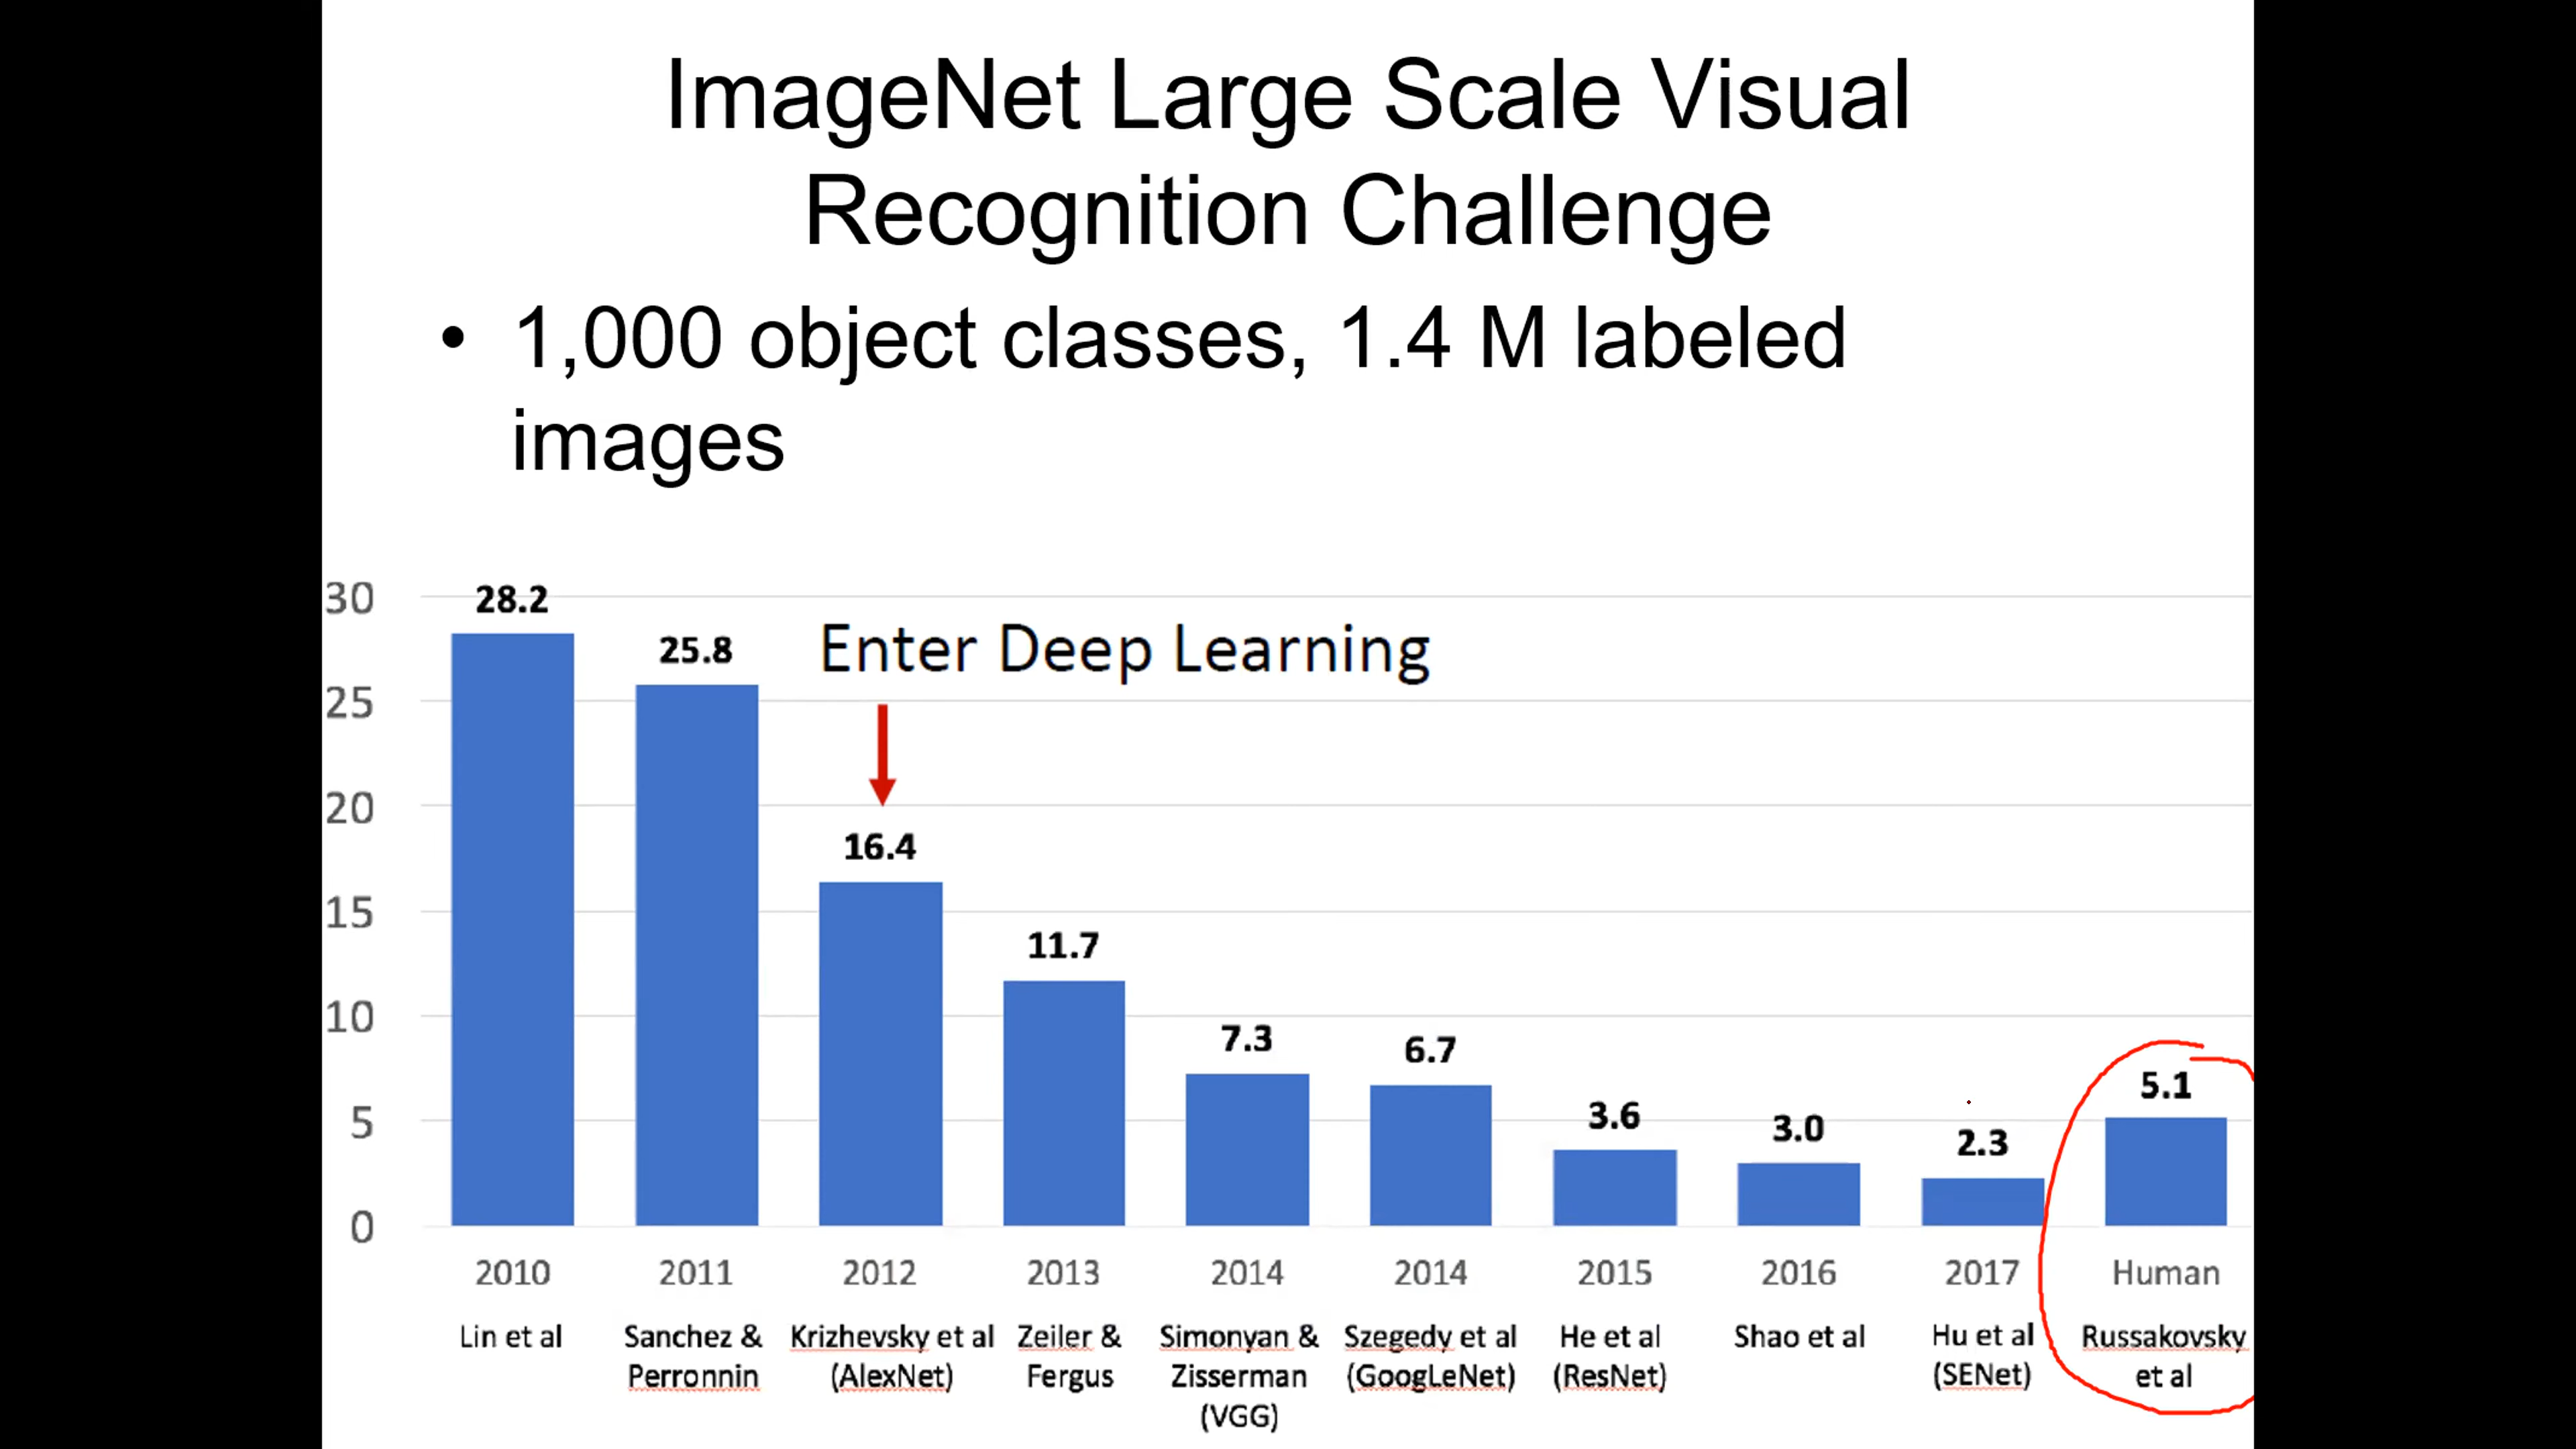 ImageNet Large Scale Visual
Recognition Challenge
• 1,000 object classes, 1.4 M labeled
images
30
25
20
15
10
5
0
Enter Deep Learning
28.2
25.8
16.4
11.7
7.3
6.7
3.6
3.0
2.3
5.1
2010
2011
2012
2013
2014
2014
2015
2016
2017
Human
Lin et al
Sanchez &
Perronnin
Krizhevsky et al
(AlexNet)
Zeiler &
Fergus
Simonyan &
Zisserman
(VGG)
Szegedy et al
(GoogLeNet)
He et al
(ResNet)
Shao et al
Hu et al
(SENet)
Russakovsky
et al